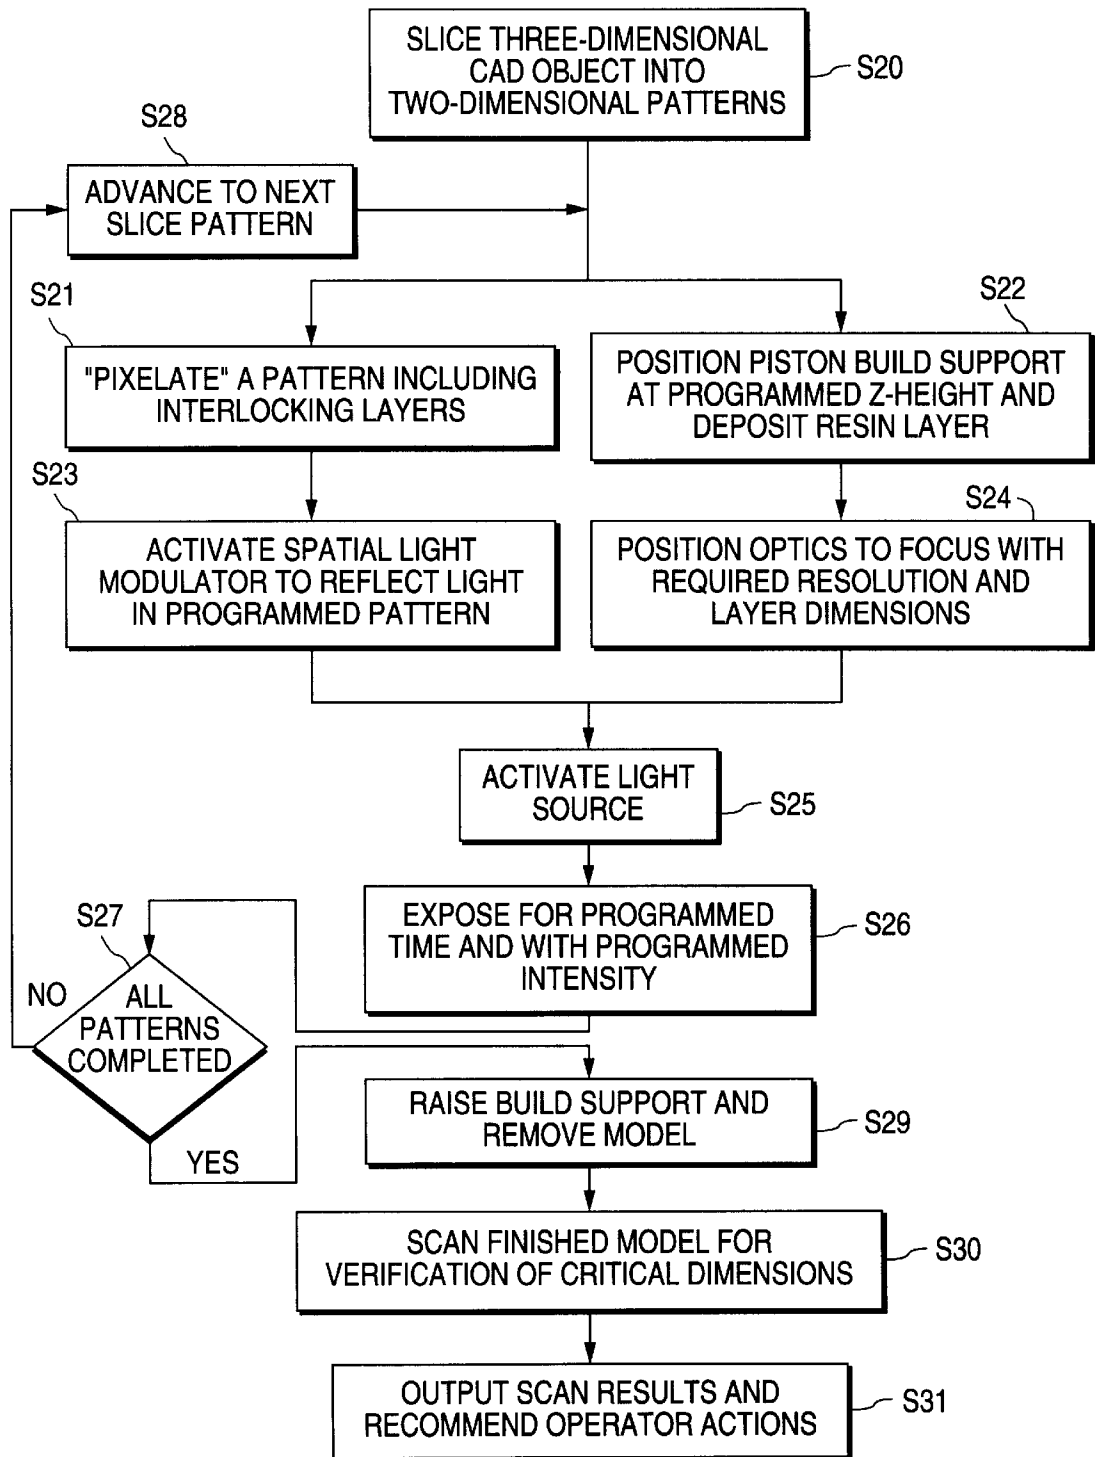 SLICE THREE-DIMENSIONAL
CAD OBJECT INTO
TWO-DIMENSIONAL PATTERNS
S20
S28
ADVANCE TO NEXT
SLICE PATTERN
S21
"PIXELATE" A PATTERN INCLUDING
INTERLOCKING LAYERS
S22
POSITION PISTON BUILD SUPPORT
AT PROGRAMMED Z-HEIGHT AND
DEPOSIT RESIN LAYER
S23
ACTIVATE SPATIAL LIGHT
MODULATOR TO REFLECT LIGHT
IN PROGRAMMED PATTERN
S24
POSITION OPTICS TO FOCUS WITH
REQUIRED RESOLUTION AND
LAYER DIMENSIONS
ACTIVATE LIGHT
SOURCE
S25
EXPOSE FOR PROGRAMMED
TIME AND WITH PROGRAMMED
INTENSITY
S26
S27
NO
ALL
PATTERNS
COMPLETED
YES
RAISE BUILD SUPPORT AND
REMOVE MODEL
S29
SCAN FINISHED MODEL FOR
VERIFICATION OF CRITICAL DIMENSIONS
S30
OUTPUT SCAN RESULTS AND
RECOMMEND OPERATOR ACTIONS
S31